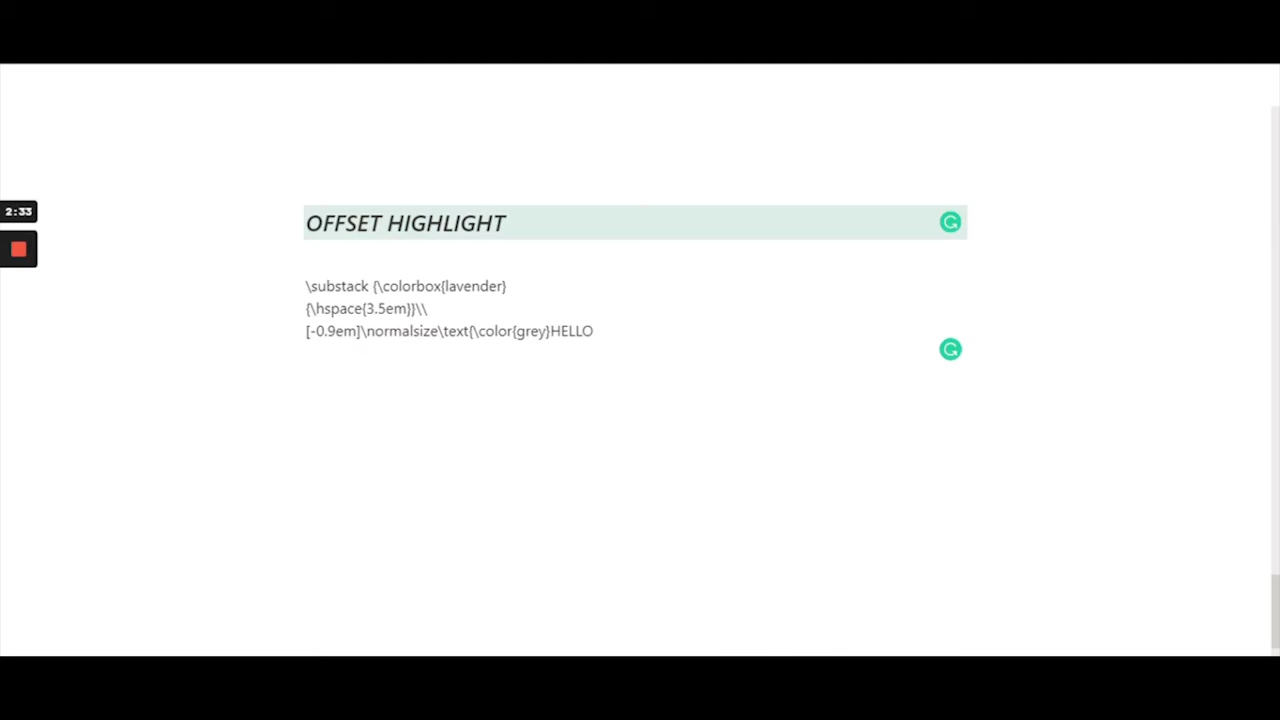 2:33
OFFSET HIGHLIGHT
\substack {\colorbox{lavender}
{\hspace{3.5em}}\\
[-0.9em]\normalsize\text{\color{grey}HELLO